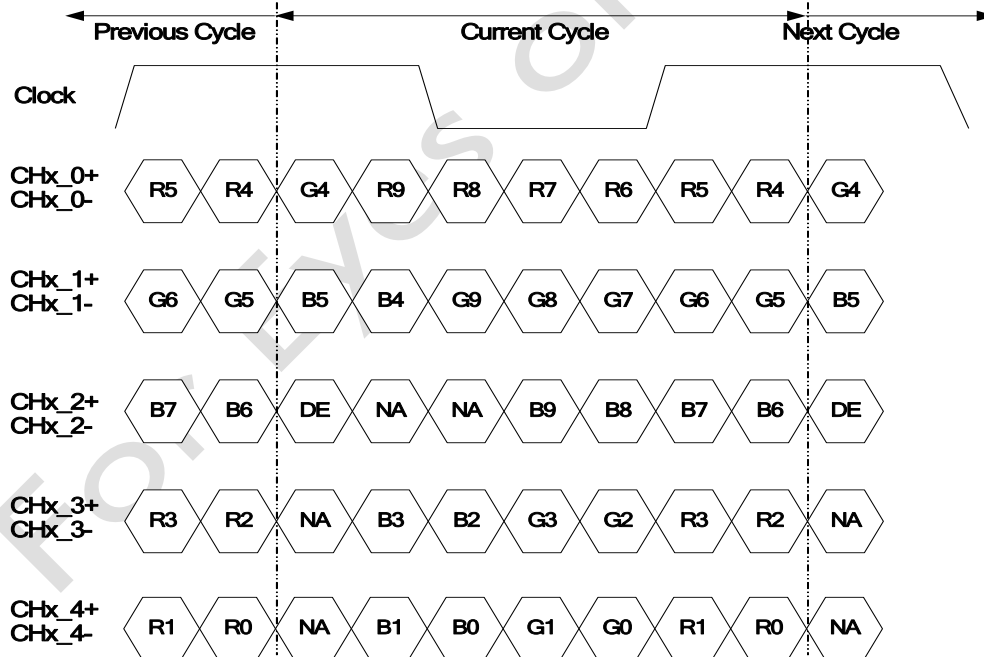 Previous Cycle Current Cycle Next Cycle
Clock
CHx_0+
CHx_0-
R5 R4 G4 R9 R8 R7 R6 R5 R4 G4
CHx_1+
CHx_1-
G6 G5 B5 B4 G9 G8 G7 G6 G5 B5
CHx_2+
CHx_2-
B7 B6 DE NA NA B9 B8 B7 B6 DE
CHx_3+
CHx_3-
R3 R2 NA B3 B2 G3 G2 R3 R2 NA
CHx_4+
CHx_4-
R1 R0 NA B1 B0 G1 G0 R1 R0 NA
For Eyes